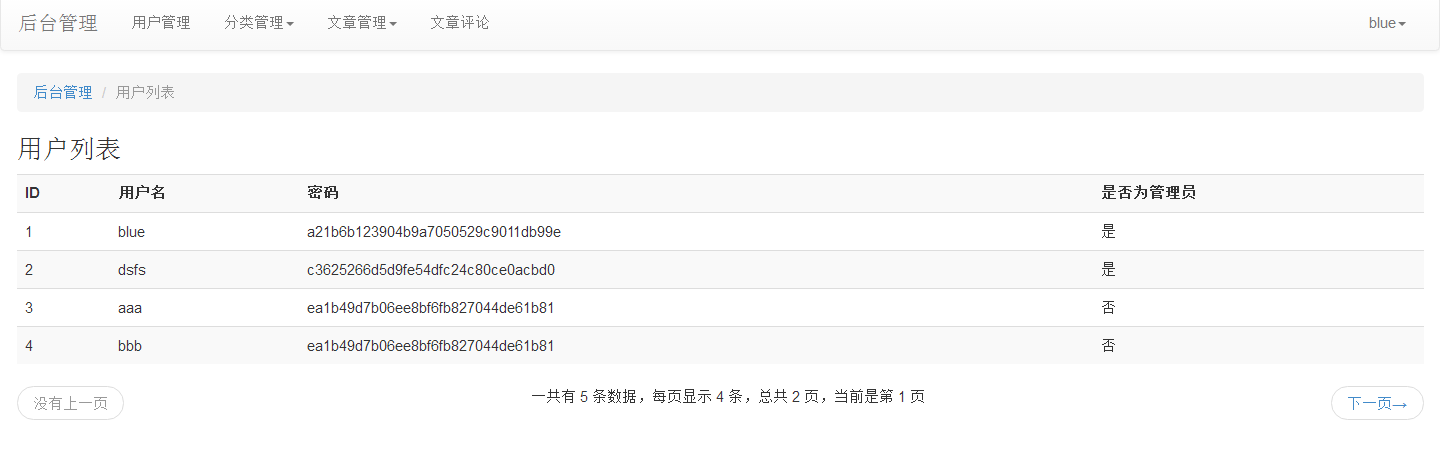 后台管理 用户管理 分类管理 文章管理 文章评论 blue
后台管理 / 用户列表
用户列表
ID 用户名 密码 是否为管理员
1 blue a21b6b123904b9a7050529c9011db99e 是
2 dsfs c3625266d5d9fe54dfc24c80ce0acbd0 是
3 aaa ea1b49d7b06ee8bf6fb827044de61b81 否
4 bbb ea1b49d7b06ee8bf6fb827044de61b81 否
没有上一页 一共有 5 条数据，每页显示 4 条，总共 2 页，当前是第 1 页 下一页→